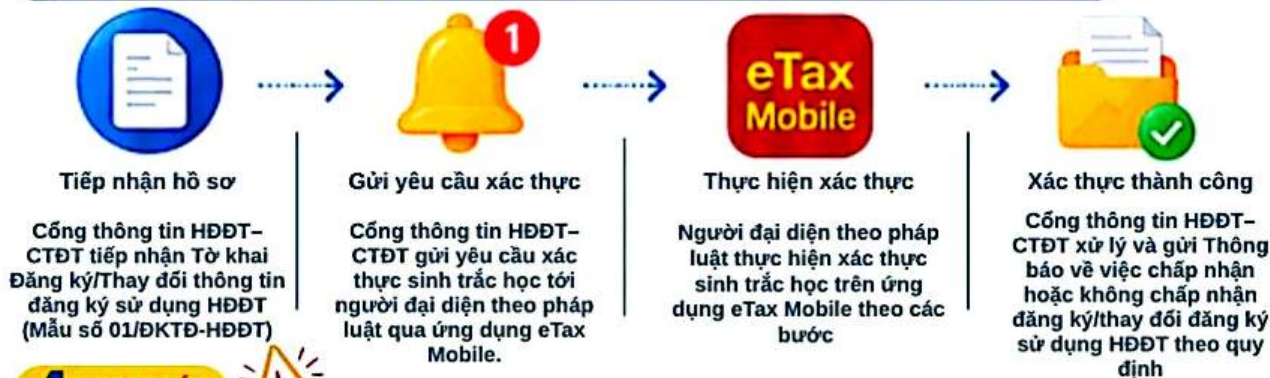 1
eTax
Mobile
Tiếp nhận hồ sơ
Cổng thông tin HĐĐT–
CTĐT tiếp nhận Tờ khai
Đăng ký/Thay đổi thông tin
đăng ký sử dụng HĐĐT
(Mẫu số 01/ĐKTĐ-HĐĐT)
Gửi yêu cầu xác thực
Cổng thông tin HĐĐT–
CTĐT gửi yêu cầu xác
thực sinh trắc học tới
người đại diện theo pháp
luật qua ứng dụng eTax
Mobile.
Thực hiện xác thực
Người đại diện theo pháp
luật thực hiện xác thực
sinh trắc học trên ứng
dụng eTax Mobile theo các
bước
Xác thực thành công
Cổng thông tin HĐĐT–
CTĐT xử lý và gửi Thông
báo về việc chấp nhận
hoặc không chấp nhận
đăng ký/thay đổi đăng ký
sử dụng HĐĐT theo quy
định